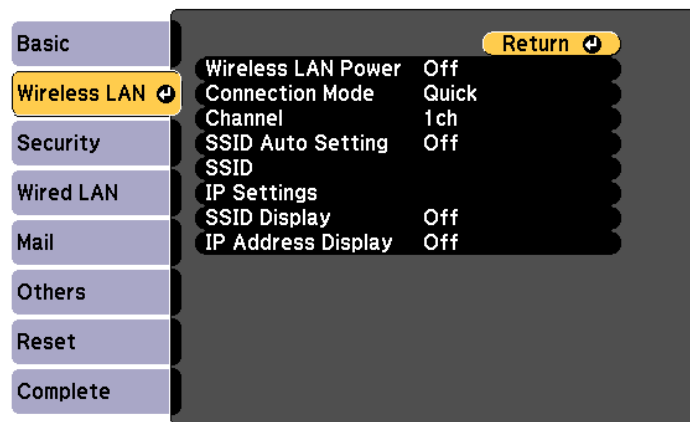 Basic
Wireless LAN
Security
Wired LAN
Mail
Others
Reset
Complete
Return
Wireless LAN Power Off
Connection Mode Quick
Channel 1ch
SSID Auto Setting Off
SSID
IP Settings
SSID Display Off
IP Address Display Off